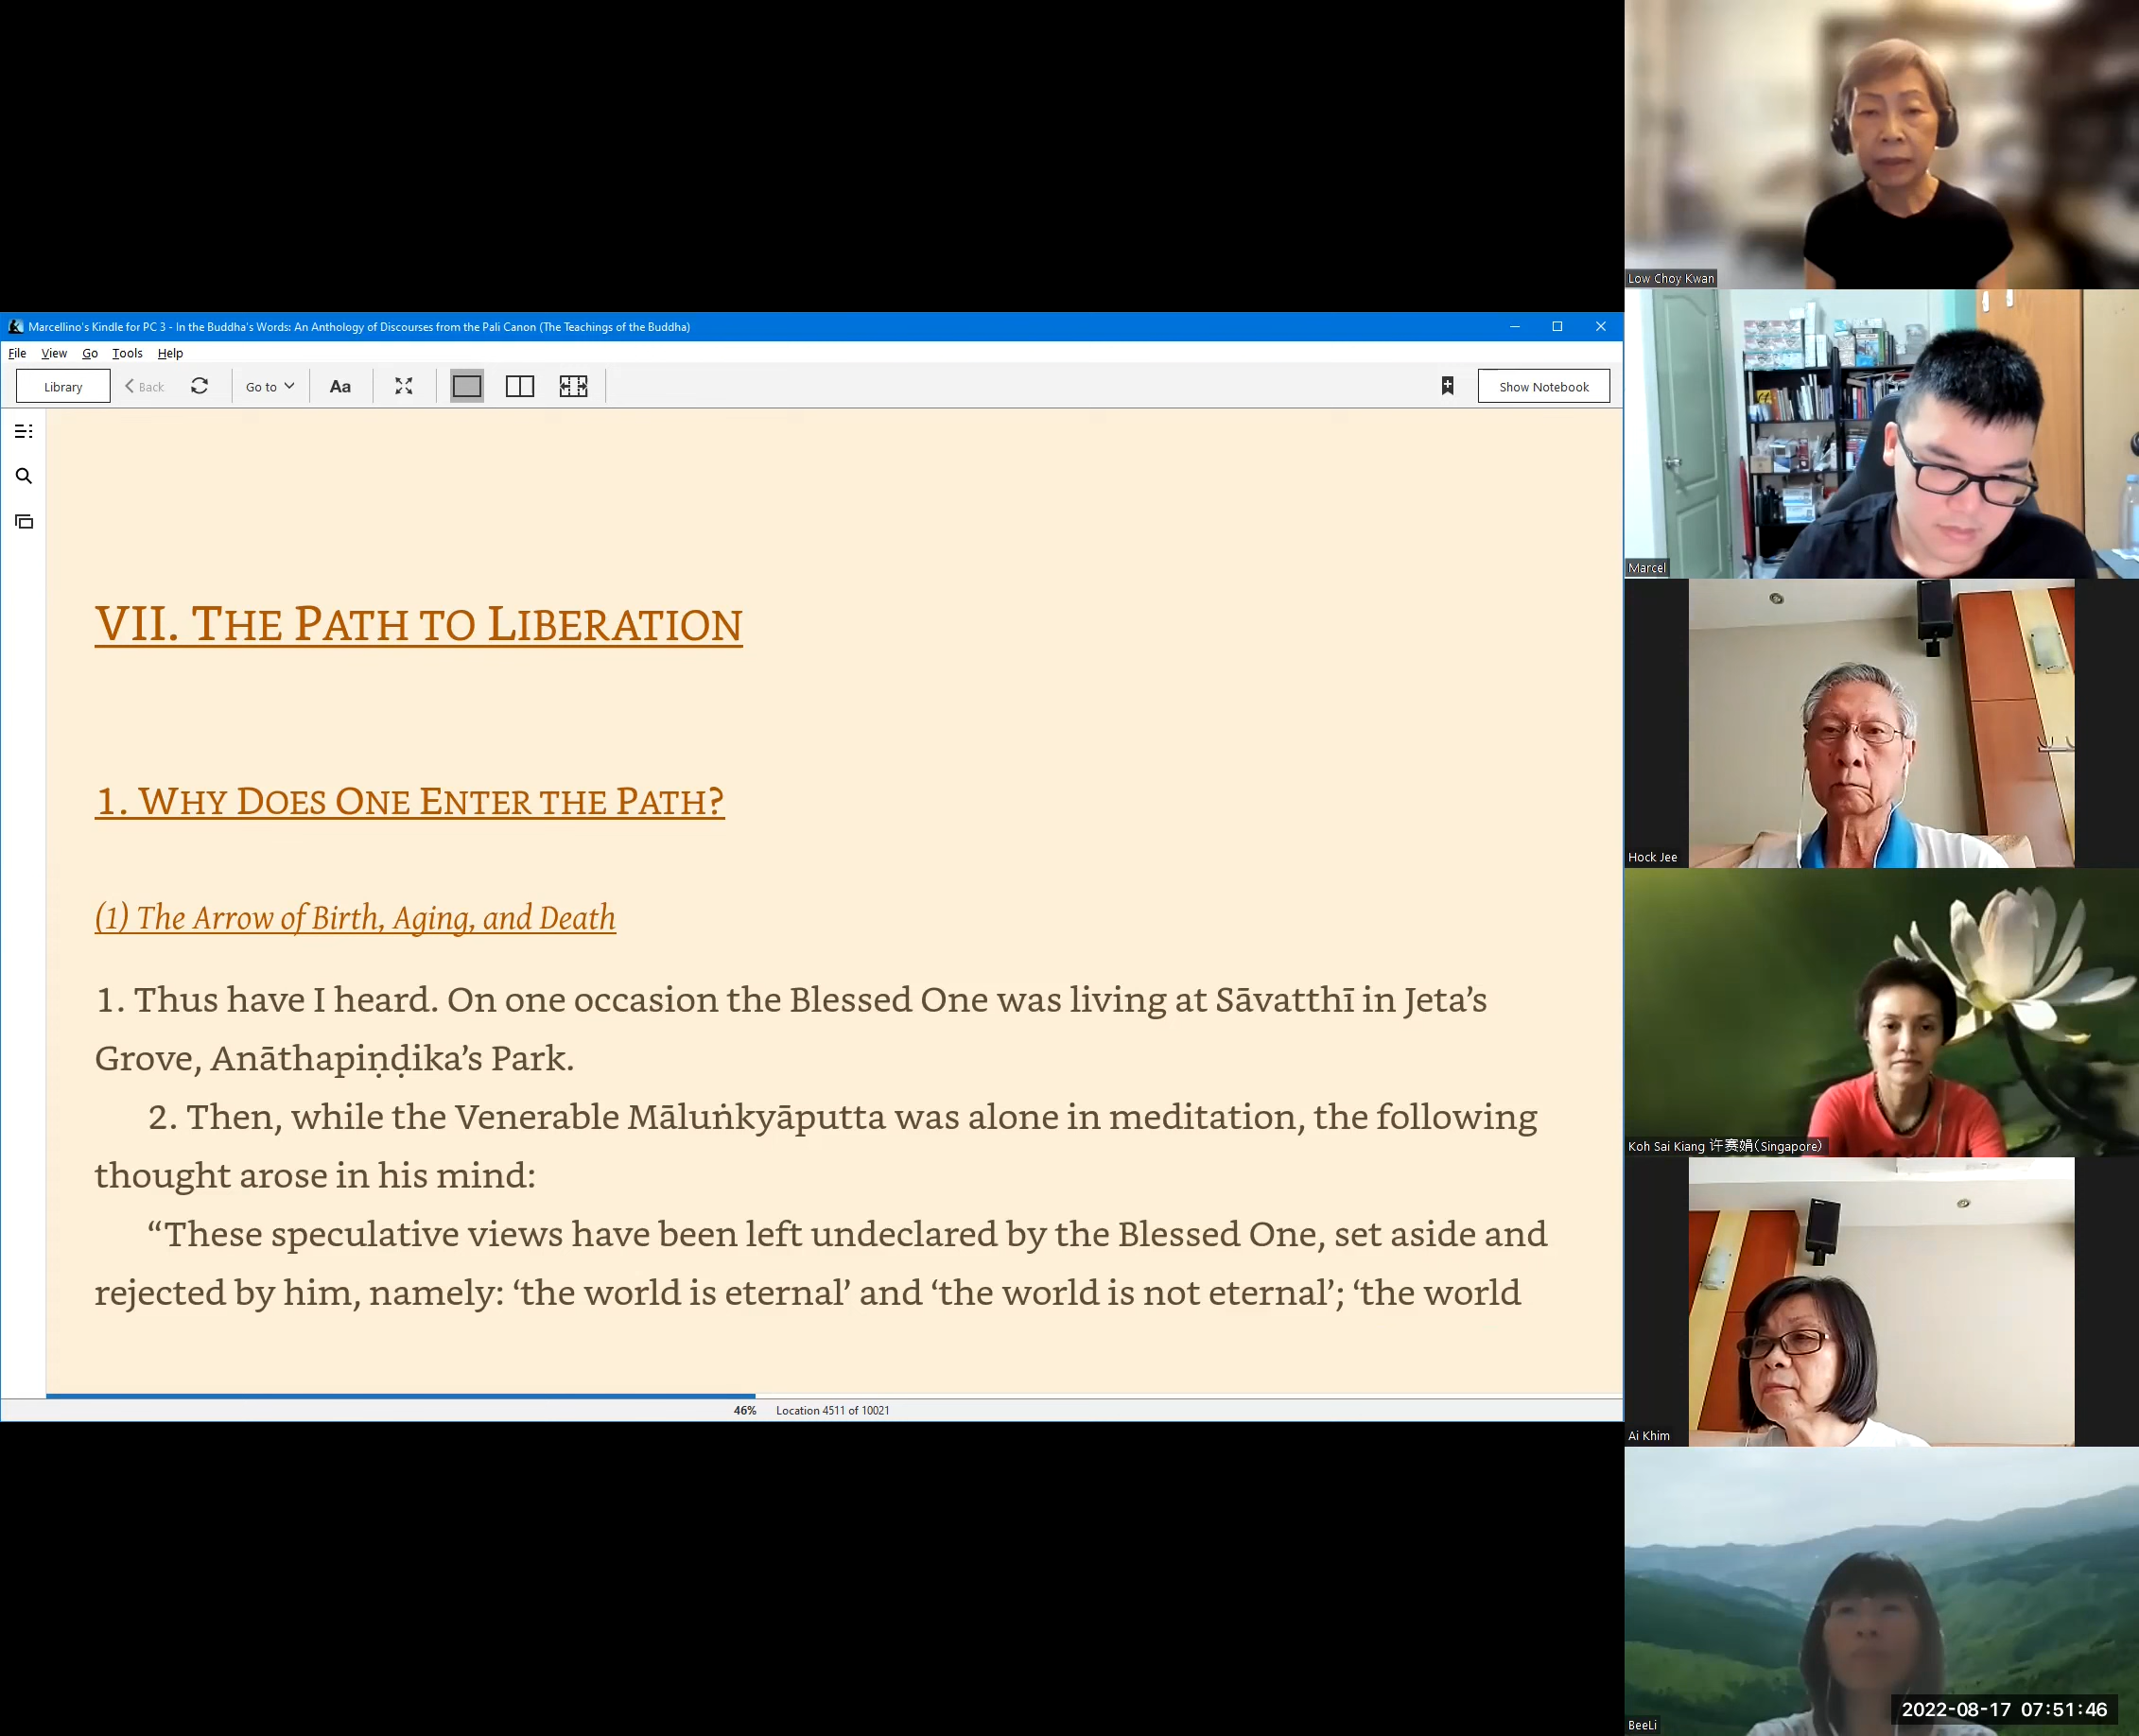 Marcellino's Kindle for PC 3 - In the Buddha's Words: An Anthology of Discourses from the Pali Canon (The Teachings of the Buddha)
File View Go Tools Help
Library Back Go to Aa Show Notebook
VII. THE PATH TO LIBERATION
1. WHY DOES ONE ENTER THE PATH?
(1) The Arrow of Birth, Aging, and Death
1. Thus have I heard. On one occasion the Blessed One was living at Sāvatthī in Jeta’s
Grove, Anāthapiṇḍika’s Park.
2. Then, while the Venerable Māluṅkyāputta was alone in meditation, the following
thought arose in his mind:
“These speculative views have been left undeclared by the Blessed One, set aside and
rejected by him, namely: ‘the world is eternal’ and ‘the world is not eternal’; ‘the world
46% Location 4511 of 10021
Low Choy Kwan
Marcel
Hock Jee
Koh Sai Kiang 许赛娟(Singapore)
Ai Khim
BeeLi
2022-08-17 07:51:46